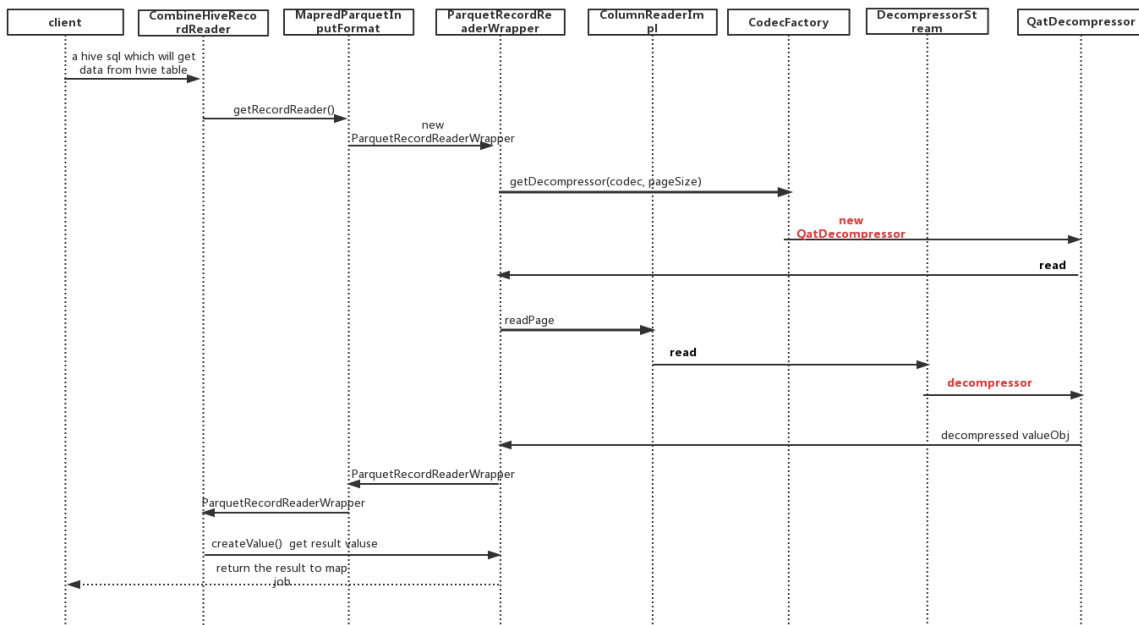 client
CombineHiveReco
rdReader
MapredParquetIn
putFormat
ParquetRecordRe
aderWrapper
ColumnReaderIm
pl
CodecFactory
DecompressorSt
ream
QatDecompressor
a hive sql which will get
data from hvie table
getRecordReader()
new
ParquetRecordReaderWrapper
getDecompressor(codec, pageSize)
new
QatDecompressor
read
readPage
read
decompressor
decompressed valueObj
ParquetRecordReaderWrapper
ParquetRecordReaderWrapper
createValue() get result valuse
return the result to map
job